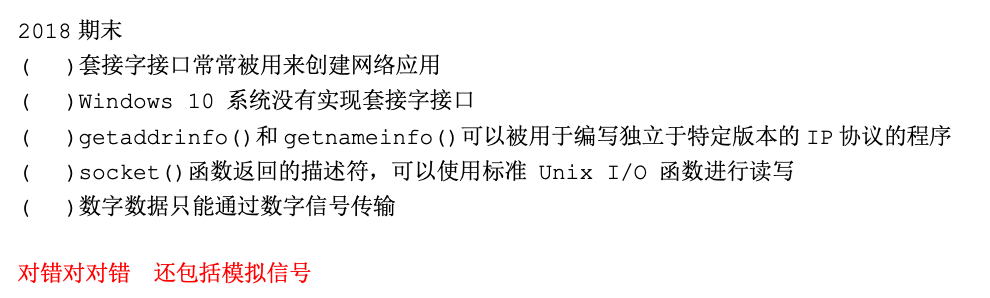 2018 期末
(   )套接字接口常常被用来创建网络应用
(   )Windows 10 系统没有实现套接字接口
(   )getaddrinfo()和 getnameinfo()可以被用于编写独立于特定版本的 IP 协议的程序
(   )socket()函数返回的描述符，可以使用标准 Unix I/O 函数进行读写
(   )数字数据只能通过数字信号传输
对错对对错  还包括模拟信号